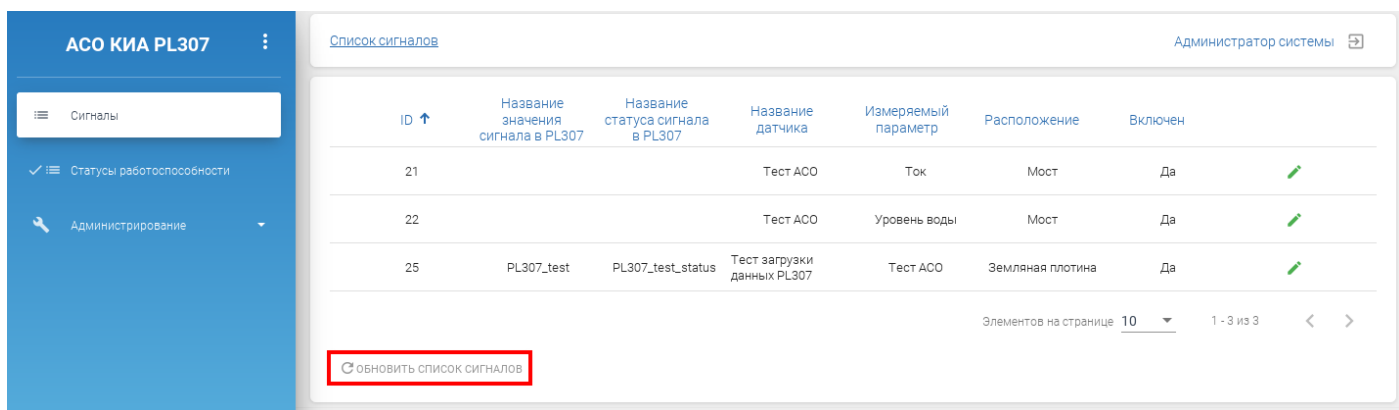 АСО КИА PL307
Список сигналов
Администратор системы
Сигналы
Статусы работоспособности
Администрирование
ID
Название
значения
сигнала в PL307
Название
статуса сигнала
в PL307
Название
датчика
Измеряемый
параметр
Расположение
Включен
21 Тест АСО Ток Мост Да
22 Тест АСО Уровень воды Мост Да
25 PL307_test PL307_test_status Тест загрузки
данных PL307 Тест АСО Земляная плотина Да
Элементов на странице 10 1 - 3 из 3
ОБНОВИТЬ СПИСОК СИГНАЛОВ